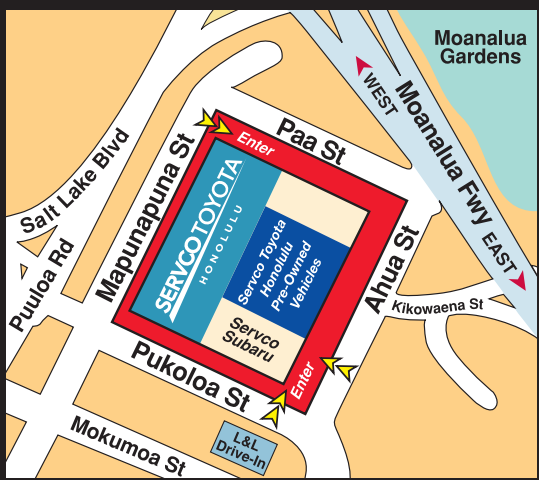 Moanalua
Gardens
WEST
Moanalua Fwy
EAST
Paa St
Enter
Salt Lake Blvd
Mapunapuna St
SERVCO TOYOTA
HONOLULU
Servco Toyota
Honolulu
Pre-Owned
Vehicles
Ahua St
Puuloa Rd
Kikowaena St
Servco
Subaru
Enter
Pukoloa St
L&L
Drive-In
Mokumoa St